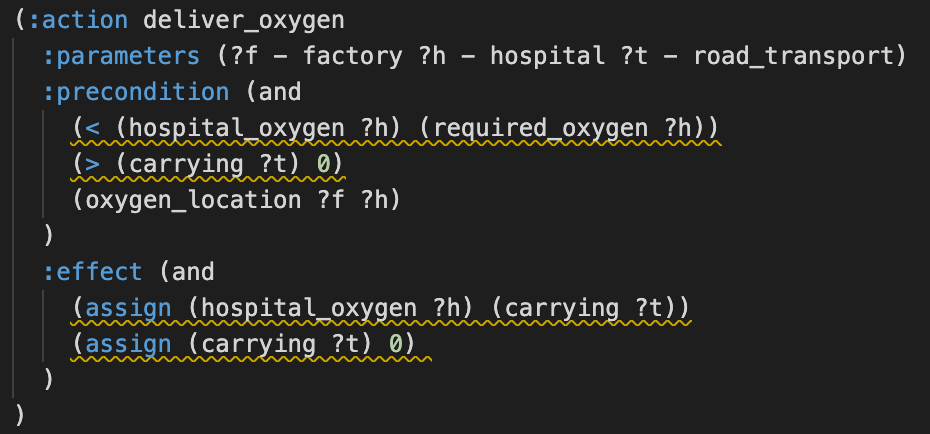 (:action deliver_oxygen
:parameters (?f – factory ?h – hospital ?t – road_transport)
:precondition (and
(< (hospital_oxygen ?h) (required_oxygen ?h))
(> (carrying ?t) 0)
(oxygen_location ?f ?h)
)
:effect (and
(assign (hospital_oxygen ?h) (carrying ?t))
(assign (carrying ?t) 0)
)
)